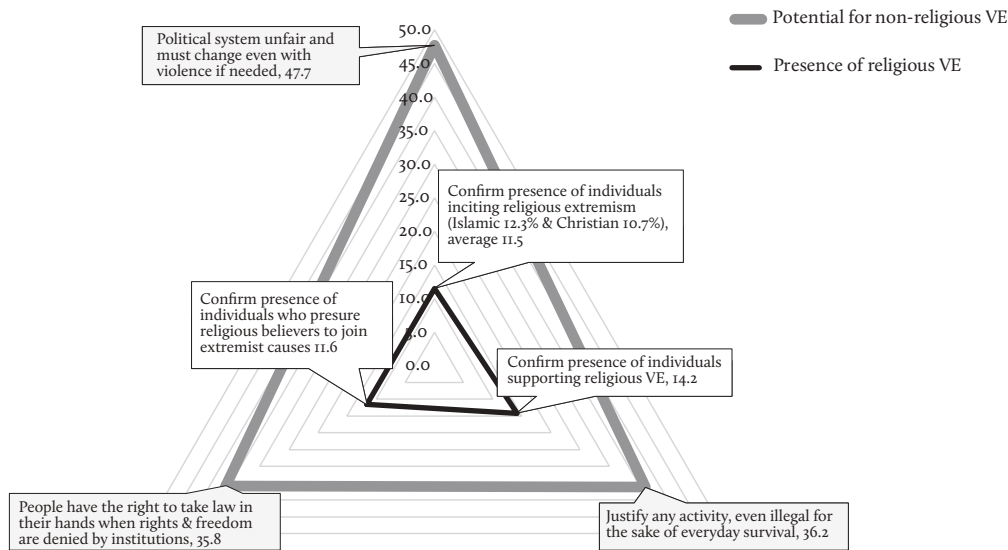 Potential for non-religious VE
Presence of religious VE
Political system unfair and
must change even with
violence if needed, 47.7
50.0
45.0
40.0
35.0
30.0
25.0
20.0
15.0
10.0
5.0
0.0
Confirm presence of individuals
inciting religious extremism
(Islamic 12.3% & Christian 10.7%),
average 11.5
Confirm presence of
individuals who presure
religious believers to join
extremist causes 11.6
Confirm presence of individuals
supporting religious VE, 14.2
People have the right to take law in
their hands when rights & freedom
are denied by institutions, 35.8
Justify any activity, even illegal for
the sake of everyday survival, 36.2